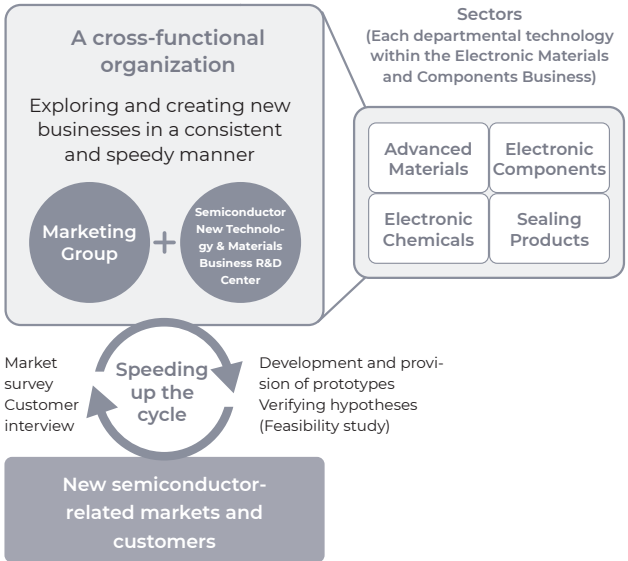 A cross-functional
organization
Exploring and creating new
businesses in a consistent
and speedy manner
Marketing
Group
+
Semiconductor
New Technolo-
gy & Materials
Business R&D
Center
Sectors
(Each departmental technology
within the Electronic Materials
and Components Business)
Advanced
Materials
Electronic
Components
Electronic
Chemicals
Sealing
Products
Market
survey
Customer
interview
Speeding
up the
cycle
Development and provi-
sion of prototypes
Verifying hypotheses
(Feasibility study)
New semiconductor-
related markets and
customers